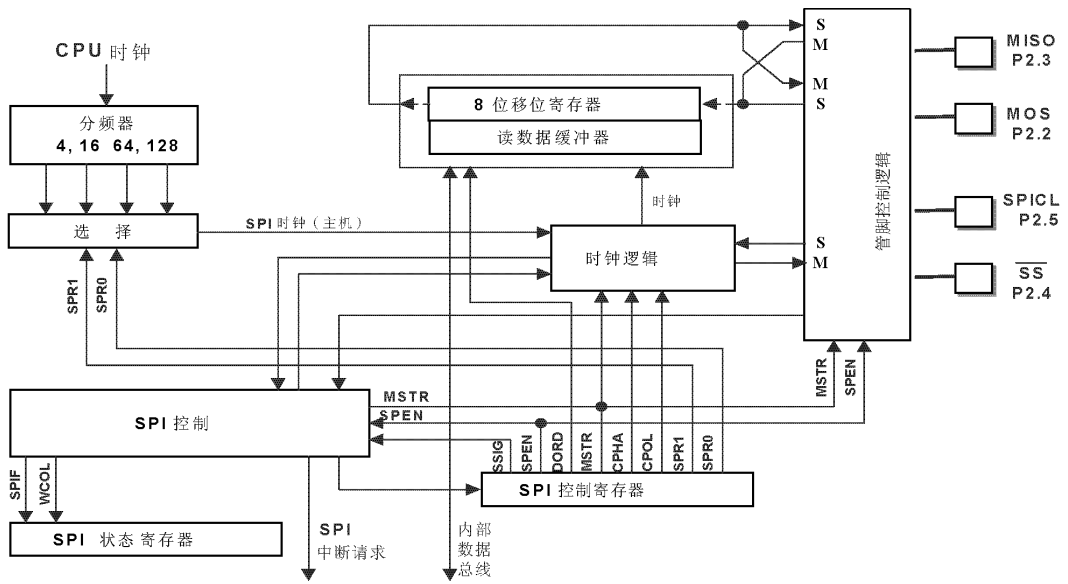 CPU 时钟
分频器
4, 16 64, 128
选 择
SPR1
SPR0
SPI 时钟（主机）
8 位移位寄存器
读数据缓冲器
时钟
时钟逻辑
S
M
M
S
S
M
管脚控制逻辑
MISO
P2.3
MOS
P2.2
SPICL
P2.5
SS
P2.4
MSTR
SPEN
SPI 控制
MSTR
SPEN
SSIG
SPEN
DORD
MSTR
CPHA
CPOL
SPR1
SPR0
SPI 控制寄存器
SPIF
WCOL
SPI 状态寄存器
SPI
中断请求
内部
数据
总线